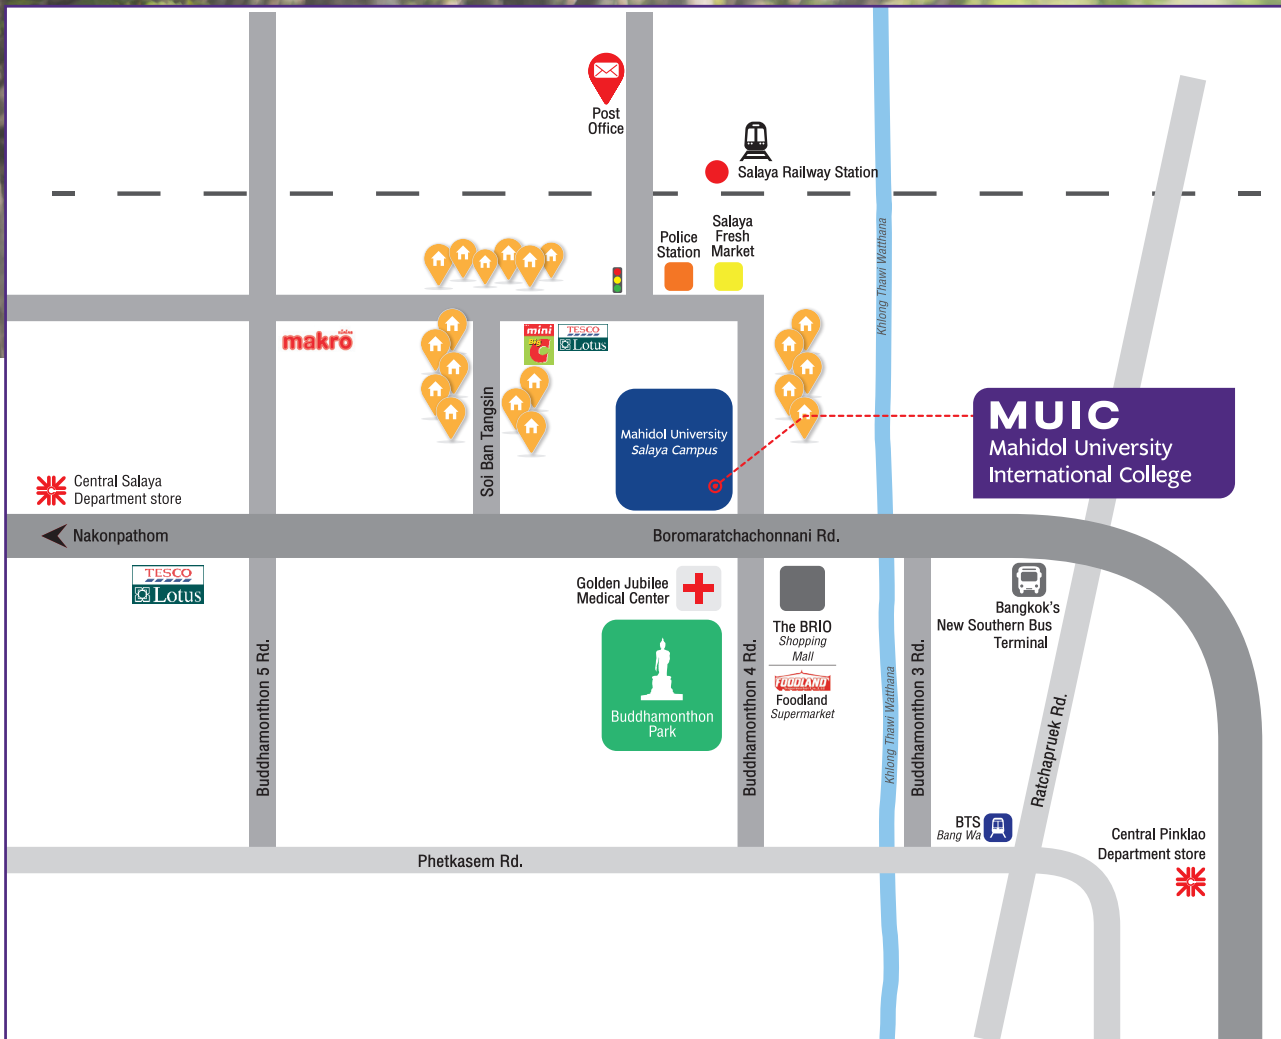 Post
Office
Salaya Railway Station
Khlong Thawi Watthana
Police
Station
Salaya
Fresh
Market
makro
mini
Big
C
TESCO
Lotus
Soi Ban Tangsin
Mahidol University
Salaya Campus
MUIC
Mahidol University
International College
Central Salaya
Department store
Nakonpathom
Boromaratchachonnani Rd.
TESCO
Lotus
Golden Jubilee
Medical Center
The BRIO
Shopping
Mall
FOODLAND
Foodland
Supermarket
Bangkok's
New Southern Bus
Terminal
Buddhamonthon
Park
Buddhamonthon 5 Rd.
Buddhamonthon 4 Rd.
Khlong Thawi Watthana
Buddhamonthon 3 Rd.
Ratchapruek Rd.
BTS
Bang Wa
Central Pinklao
Department store
Phetkasem Rd.